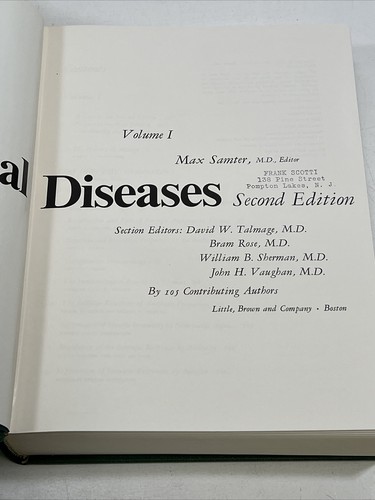 Volume I
Max Samter, M.D., Editor
FRANK SCOTTI
138 Pine Street
Pompton Lakes, N. J.
al Diseases Second Edition
Section Editors: David W. Talmage, M.D.
Bram Rose, M.D.
William B. Sherman, M.D.
John H. Vaughan, M.D.
By 105 Contributing Authors
Little, Brown and Company · Boston